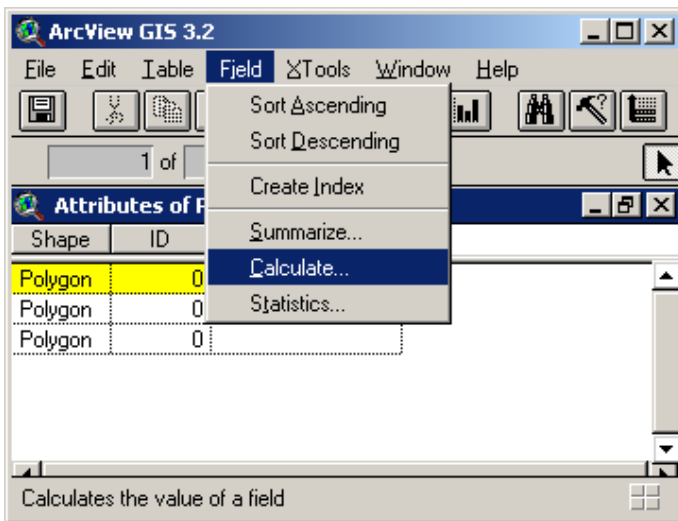 ArcView GIS 3.2
File Edit Table Field XTools Window Help
Sort Ascending
Sort Descending
Create Index
Summarize...
Calculate...
Statistics...
1 of
Attributes of
Shape ID
Polygon 0
Polygon 0
Polygon 0
Calculates the value of a field